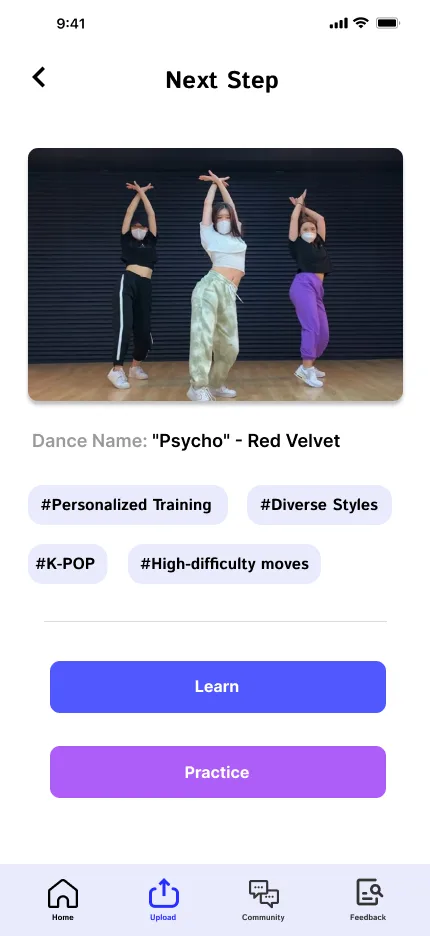 9:41
Next Step
Dance Name: "Psycho" - Red Velvet
#Personalized Training #Diverse Styles
#K-POP #High-difficulty moves
Learn
Practice
Home Upload Community Feedback